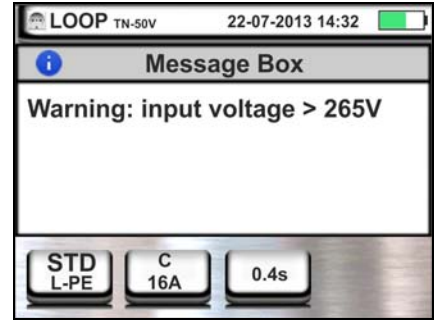 LOOP TN-50V 22-07-2013 14:32
Message Box
Warning: input voltage > 265V
STD C 0.4s
L-PE 16A